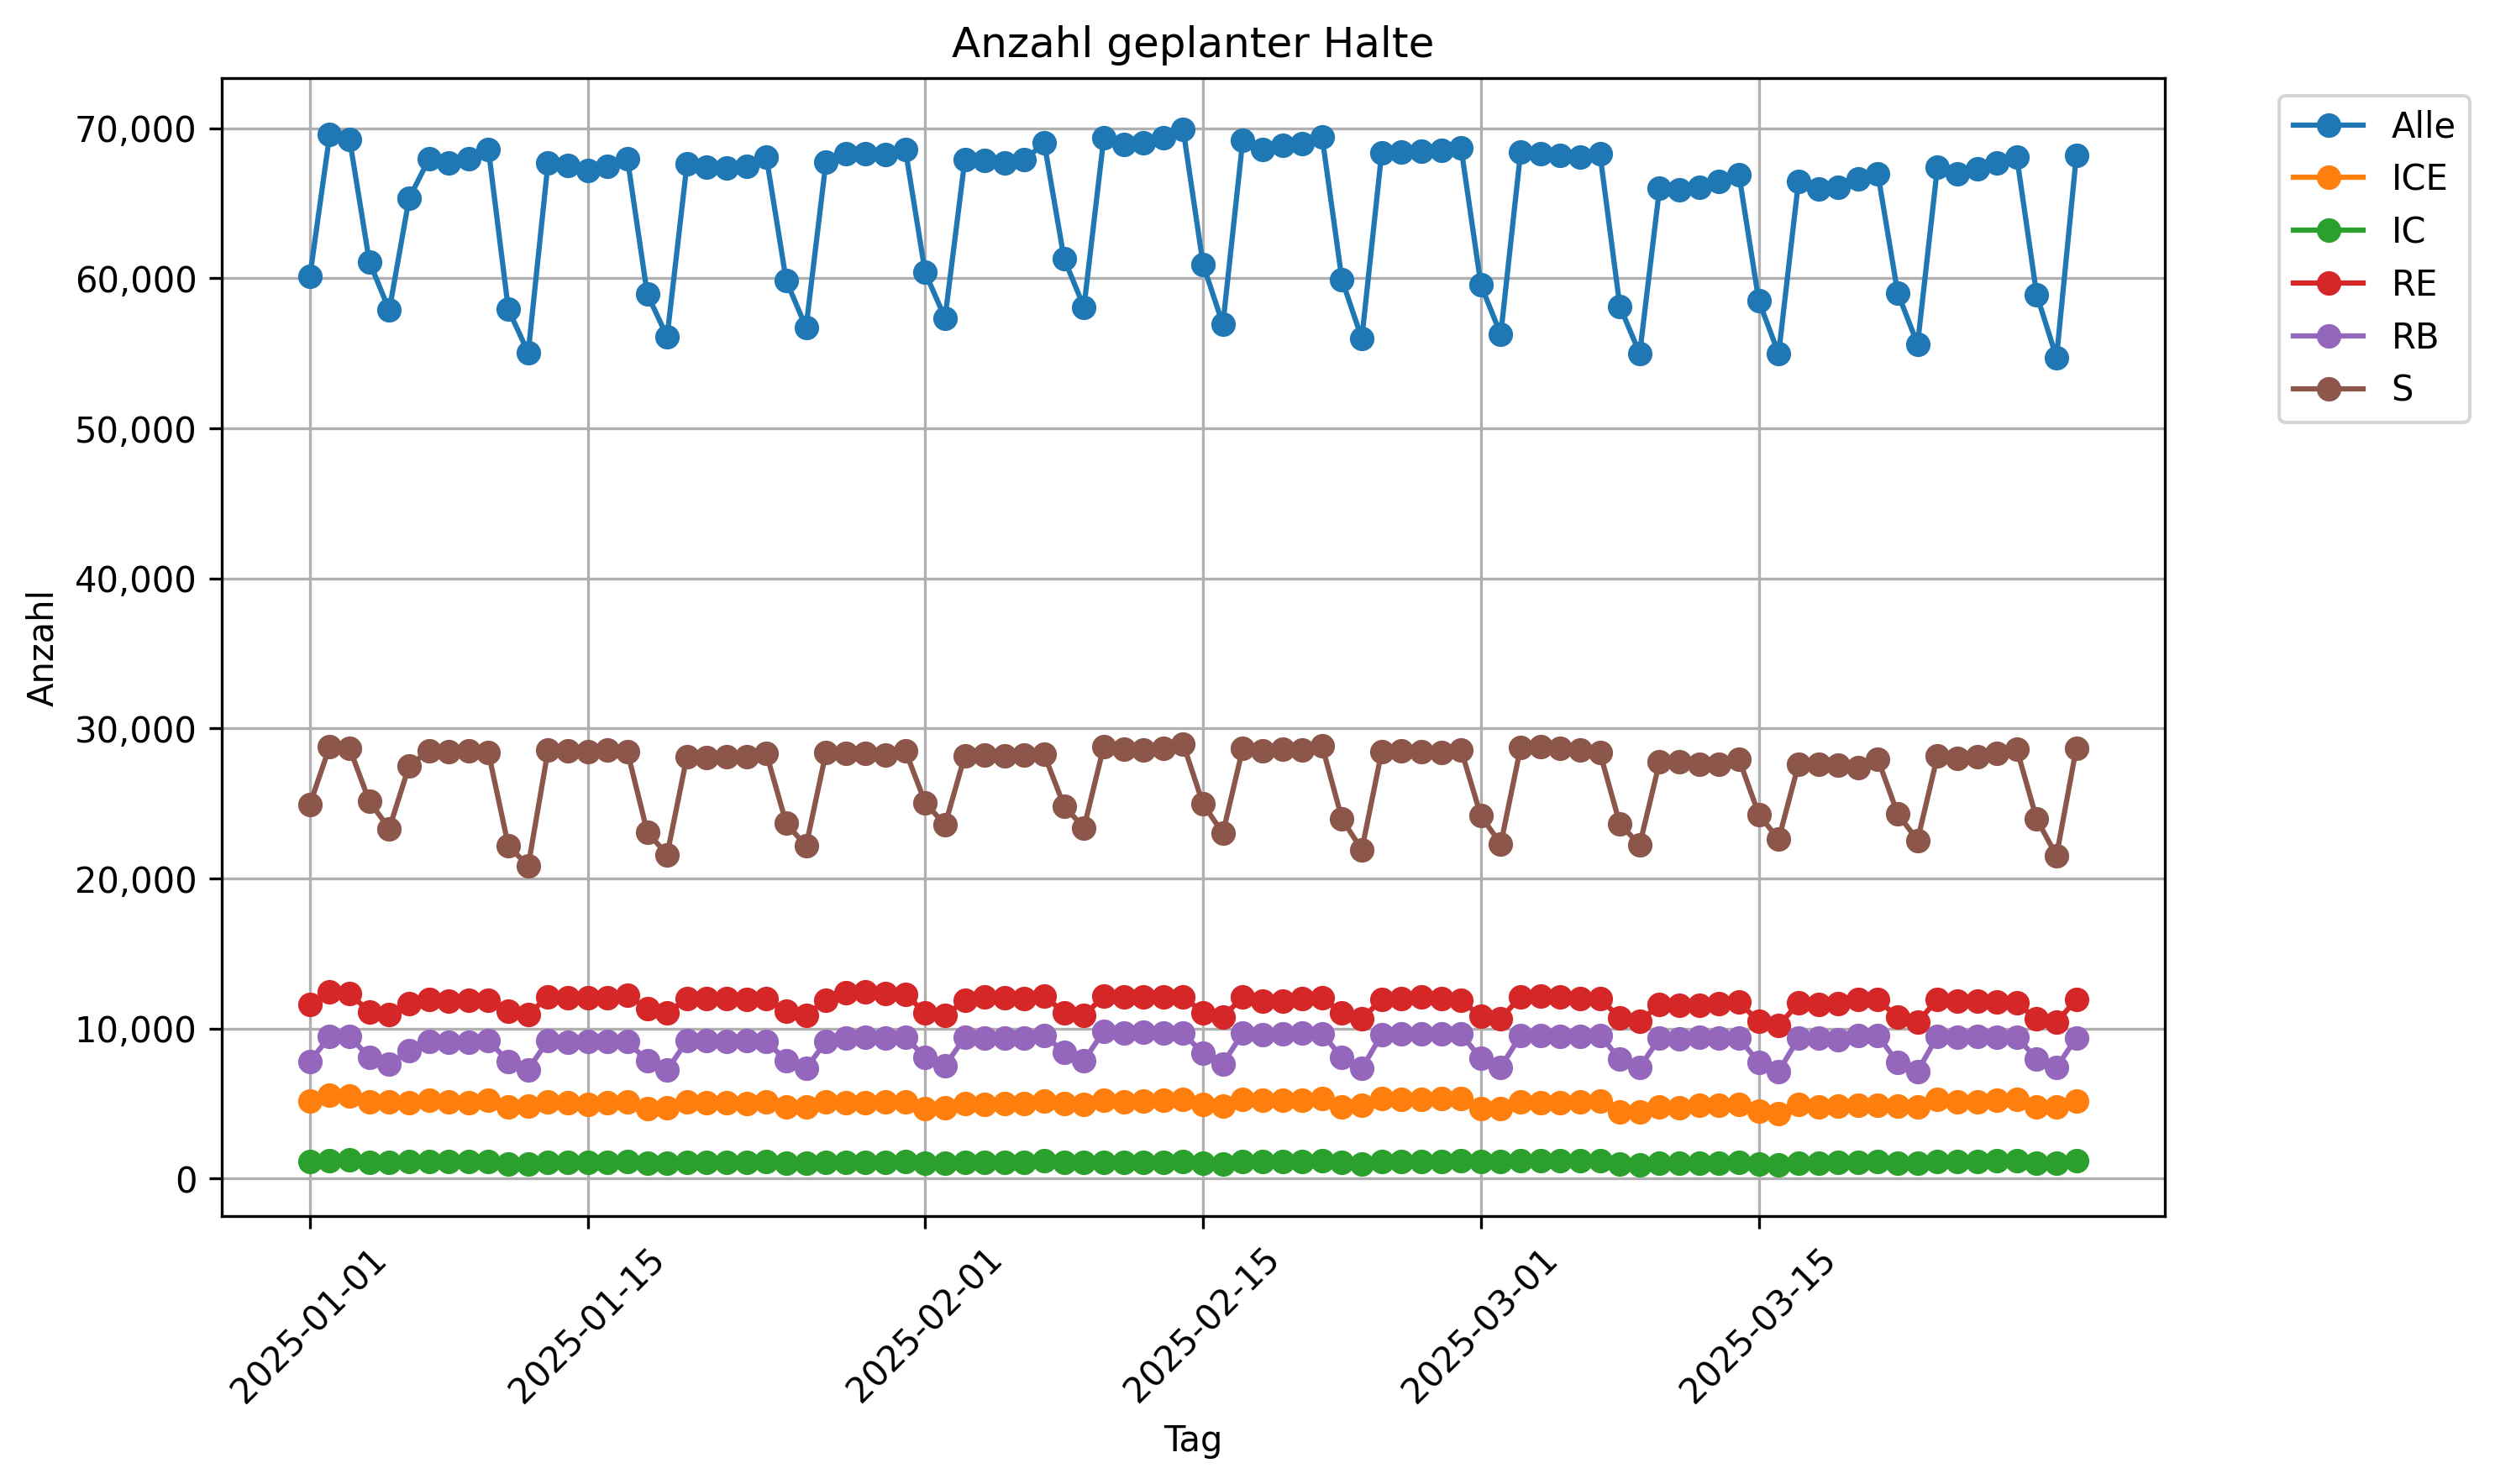 Anzahl geplanter Halte
Anzahl
70,000
60,000
50,000
40,000
30,000
20,000
10,000
0
2025-01-01
2025-01-15
2025-02-01
2025-02-15
2025-03-01
2025-03-15
Tag
Alle
ICE
IC
RE
RB
S